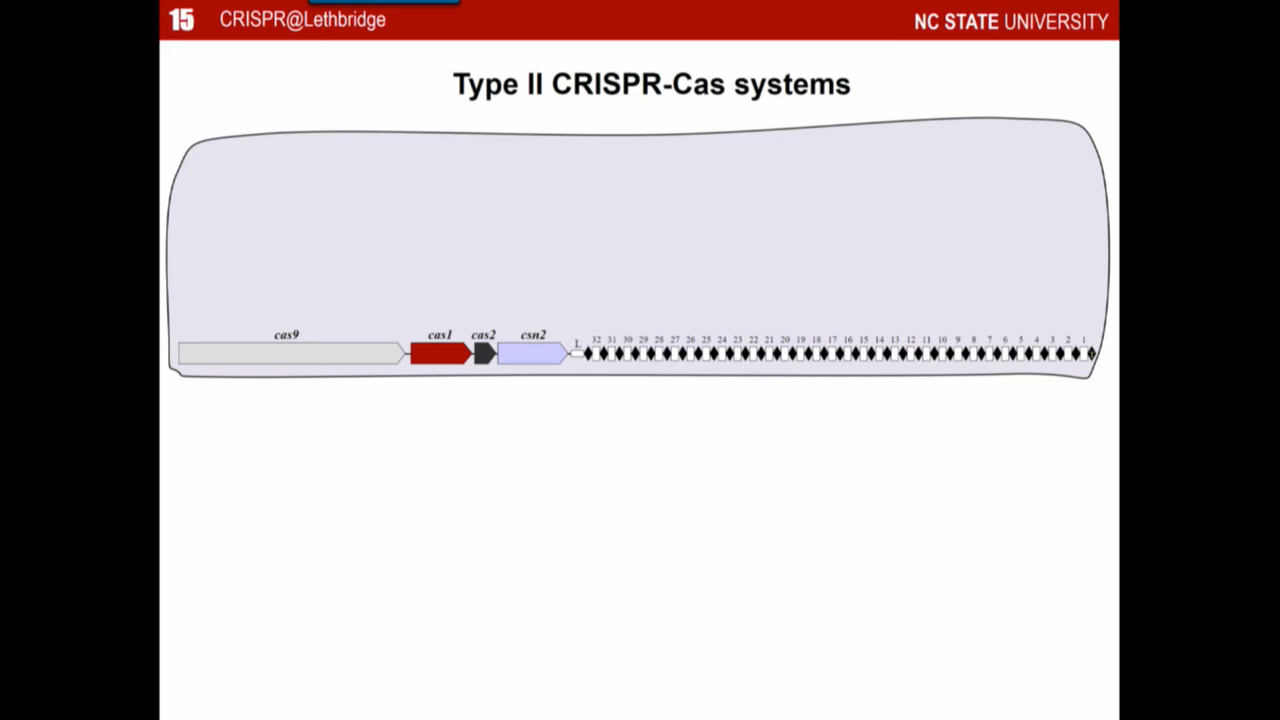 15 CRISPR@Lethbridge NC STATE UNIVERSITY
Type II CRISPR-Cas systems
cas9 cas1 cas2 csn2 L 32 31 30 29 28 27 26 25 24 23 22 21 20 19 18 17 16 15 14 13 12 11 10 9 8 7 6 5 4 3 2 1